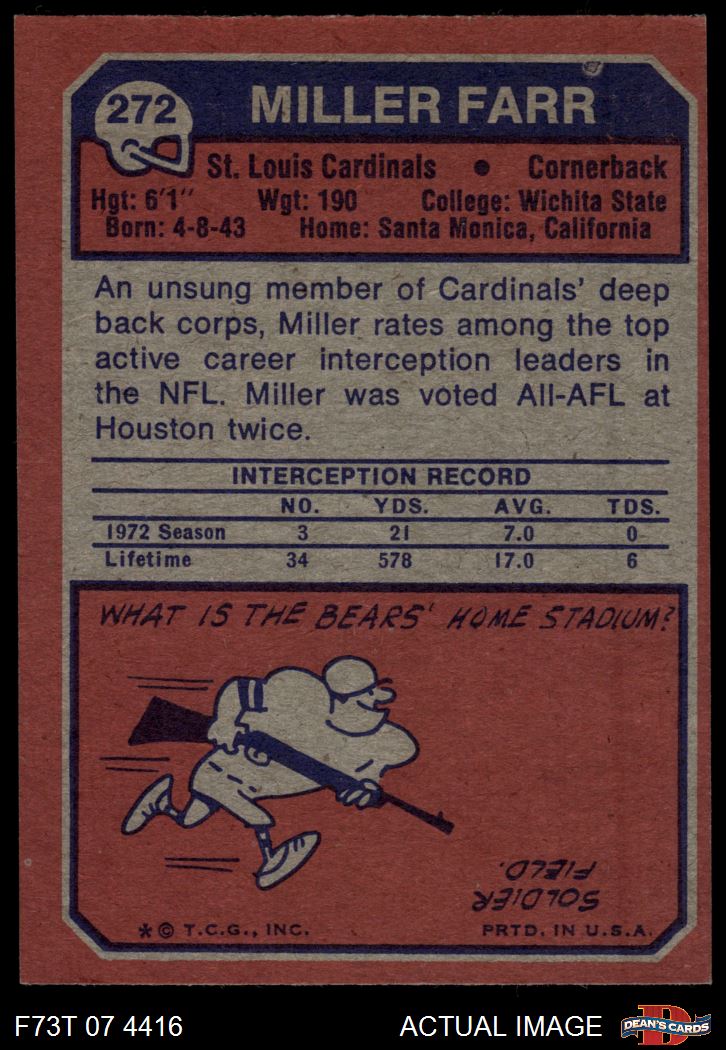 272 MILLER FARR
St. Louis Cardinals • Cornerback
Hgt: 6'1" Wgt: 190 College: Wichita State
Born: 4-8-43 Home: Santa Monica, California
An unsung member of Cardinals' deep
back corps, Miller rates among the top
active career interception leaders in
the NFL. Miller was voted All-AFL at
Houston twice.
INTERCEPTION RECORD
NO. YDS. AVG. TDS.
1972 Season 3 21 7.0 0
Lifetime 34 578 17.0 6
WHAT IS THE BEARS' HOME STADIUM?
SOLDIER
FIELD.
* © T.C.G., INC. PRTD. IN U.S.A.
F73T 07 4416 ACTUAL IMAGE
D
DEAN'S CARDS